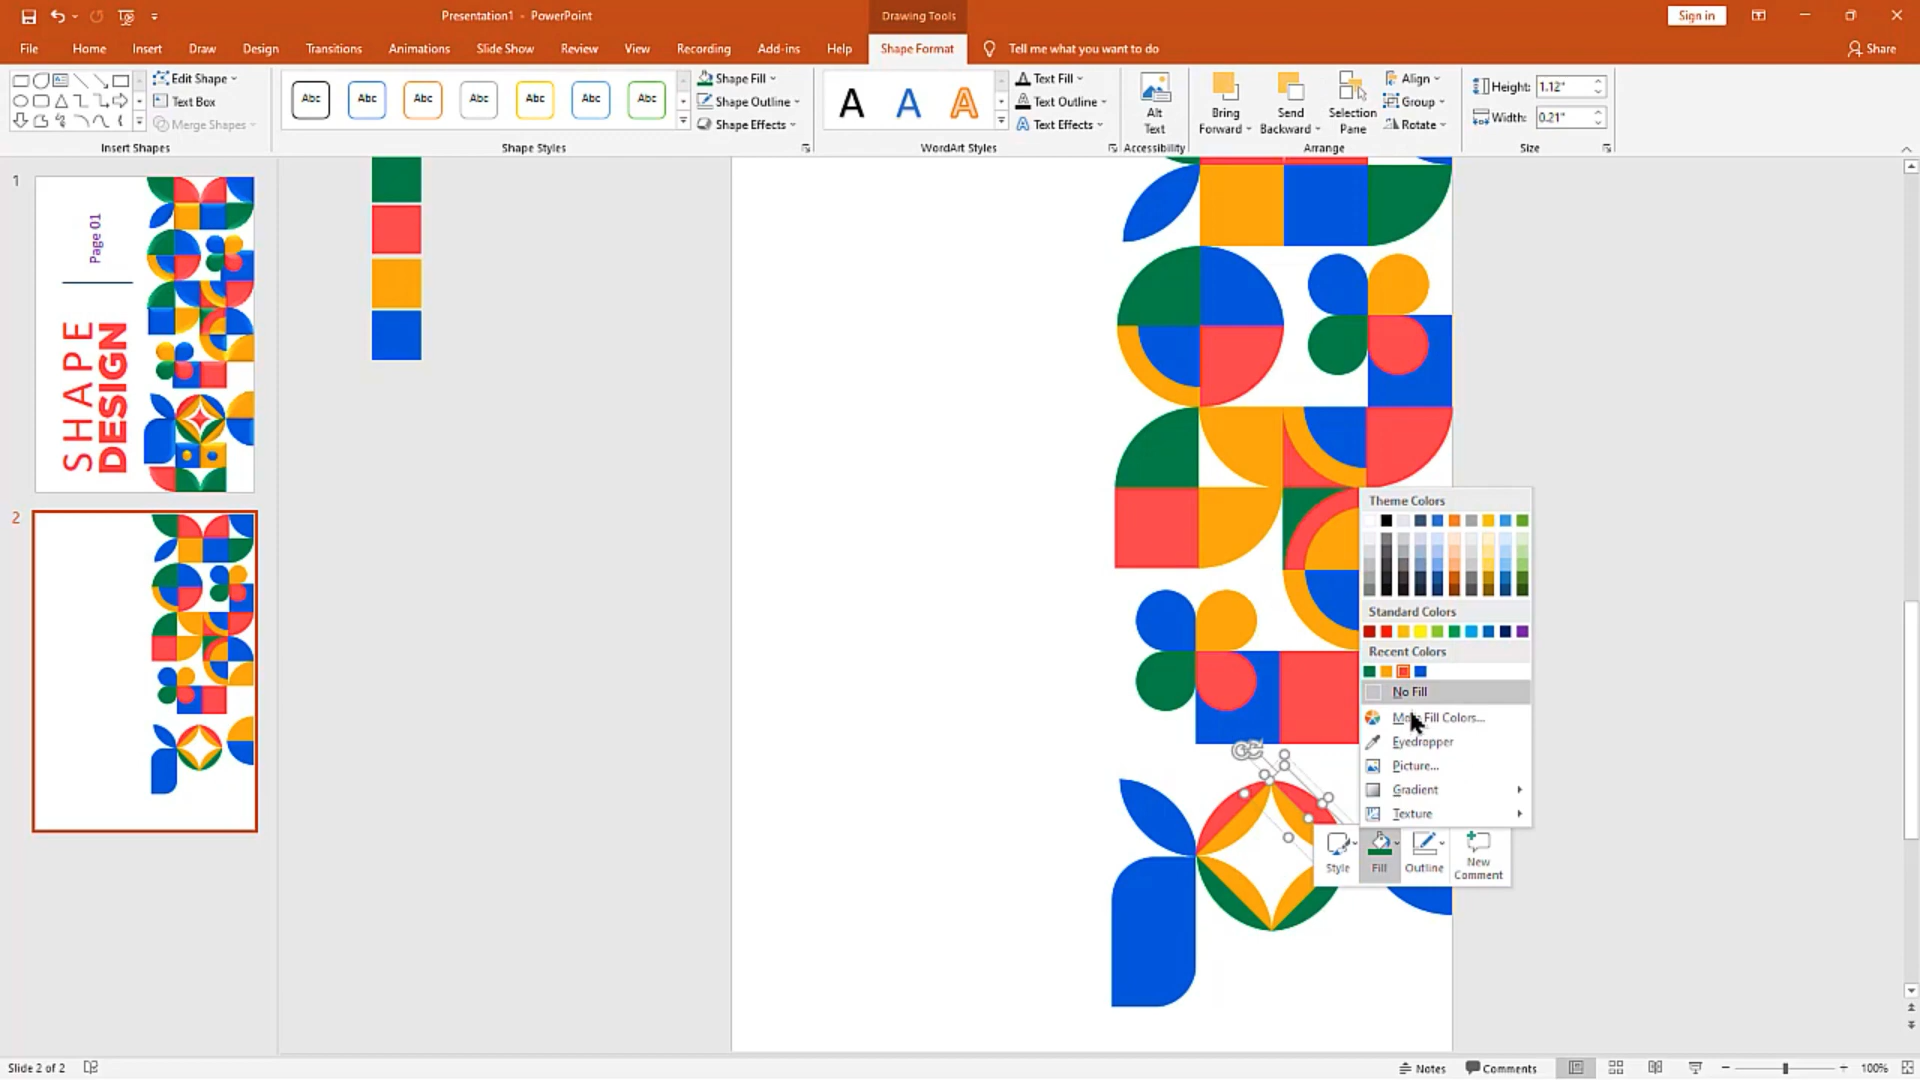 Presentation1 - PowerPoint
Drawing Tools
Sign in
File Home Insert Draw Design Transitions Animations Slide Show Review View Recording Add-ins Help Shape Format Tell me what you want to do Share
Edit Shape
Text Box
Merge Shapes
Insert Shapes
Abc Abc Abc Abc Abc Abc Abc
Shape Fill
Shape Outline
Shape Effects
Shape Styles
A A A
Text Fill
Text Outline
Text Effects
WordArt Styles
Alt Text
Accessibility
Bring Forward
Send Backward
Selection Pane
Align
Group
Rotate
Arrange
Height: 1.12"
Width: 0.21"
Size
1
Page 01
SHAPE
DESIGN
2
Theme Colors
Standard Colors
Recent Colors
No Fill
More Fill Colors...
Eyedropper
Picture...
Gradient
Texture
Style
Fill
Outline
New Comment
Slide 2 of 2
Notes
Comments
100%